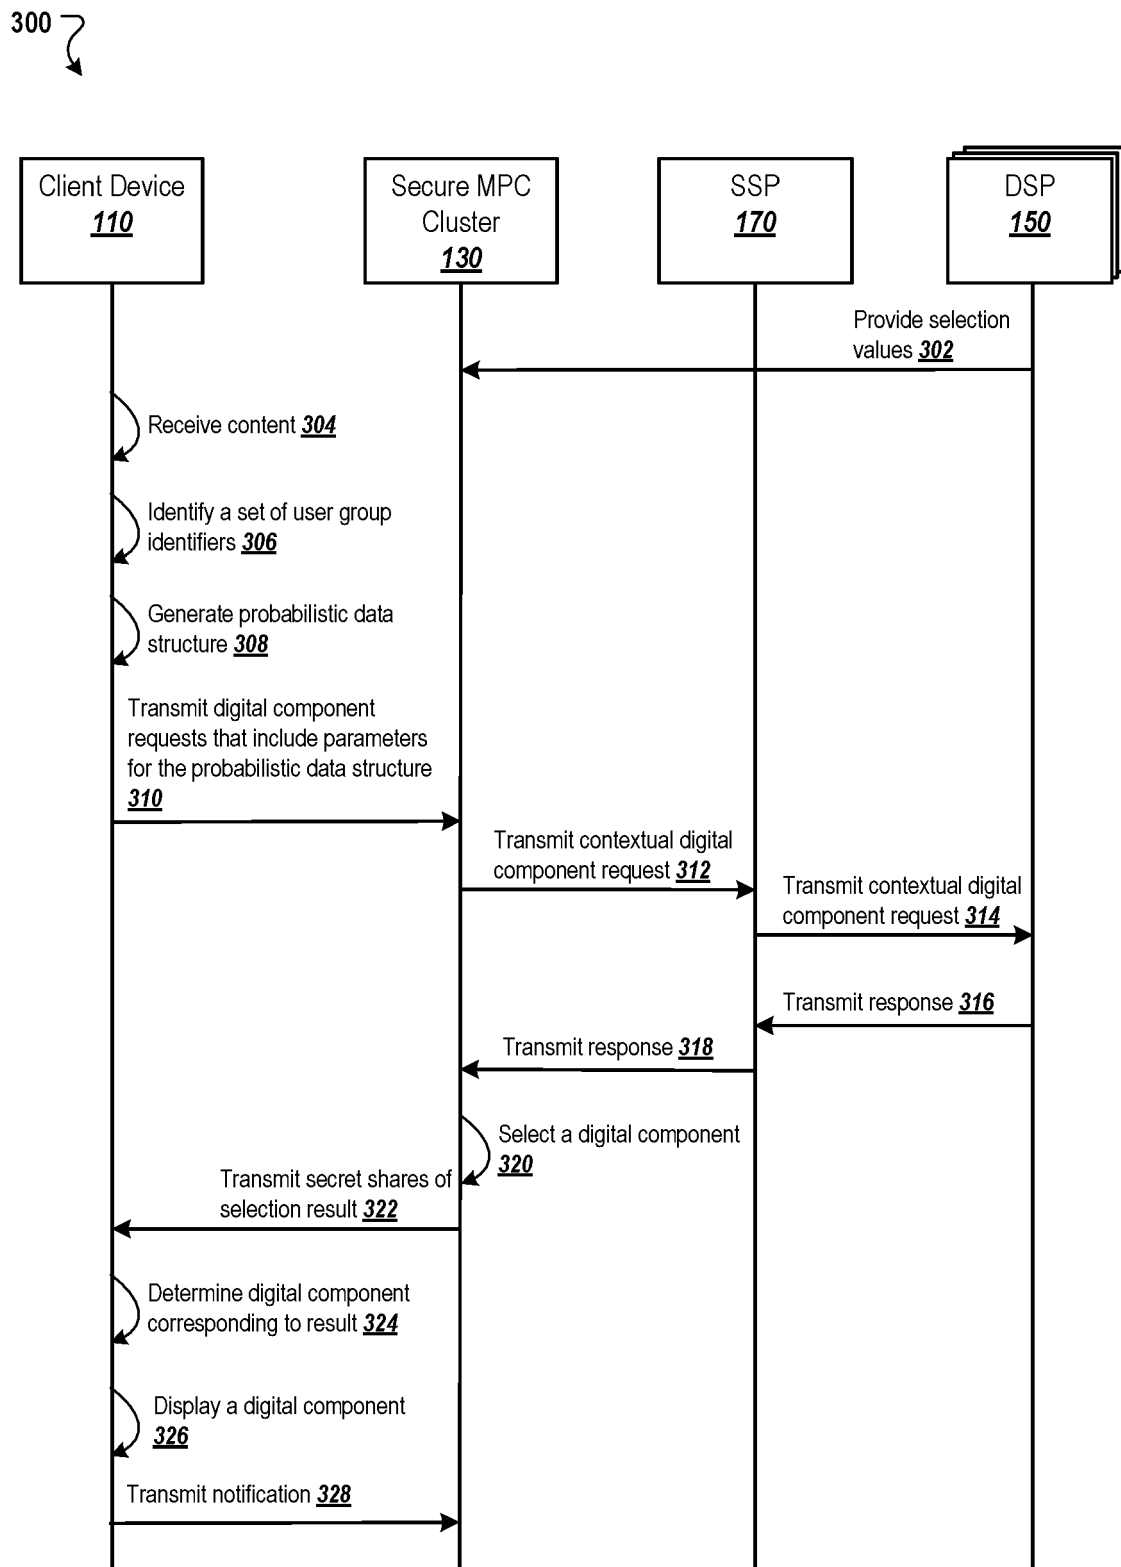 300
Client Device
110
Secure MPC
Cluster
130
SSP
170
DSP
150
Provide selection
values 302
Receive content 304
Identify a set of user group
identifiers 306
Generate probabilistic data
structure 308
Transmit digital component
requests that include parameters
for the probabilistic data structure
310
Transmit contextual digital
component request 312
Transmit contextual digital
component request 314
Transmit response 316
Transmit response 318
Select a digital component
320
Transmit secret shares of
selection result 322
Determine digital component
corresponding to result 324
Display a digital component
326
Transmit notification 328